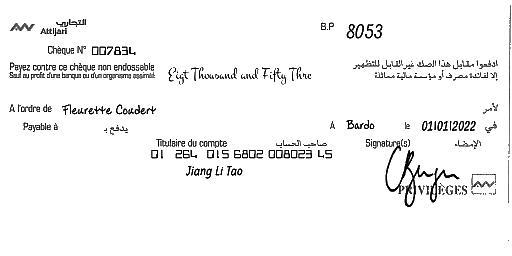 التجاري
Attijari
B.P 8053
Chèque N° 007834
Payez contre ce chèque non endossable
Sauf au profit d'une banque ou d'un organisme assimilé
Eigt Thousand and Fifty Thre
ادفعوا مقابل هذا الصك غير القابل للتظهير
إلا لفائدة مصرف أو مؤسسة مالية مماثلة
A l'ordre de Fleurette Coudert لأمر
Payable à يدفع بـ A Bardo le 01/01/2022 في
Titulaire du compte صاحب الحساب Signature(s) الإمضاء
01 264 015 6802 008023 45
Jiang Li Tao
PRIVILÈGES